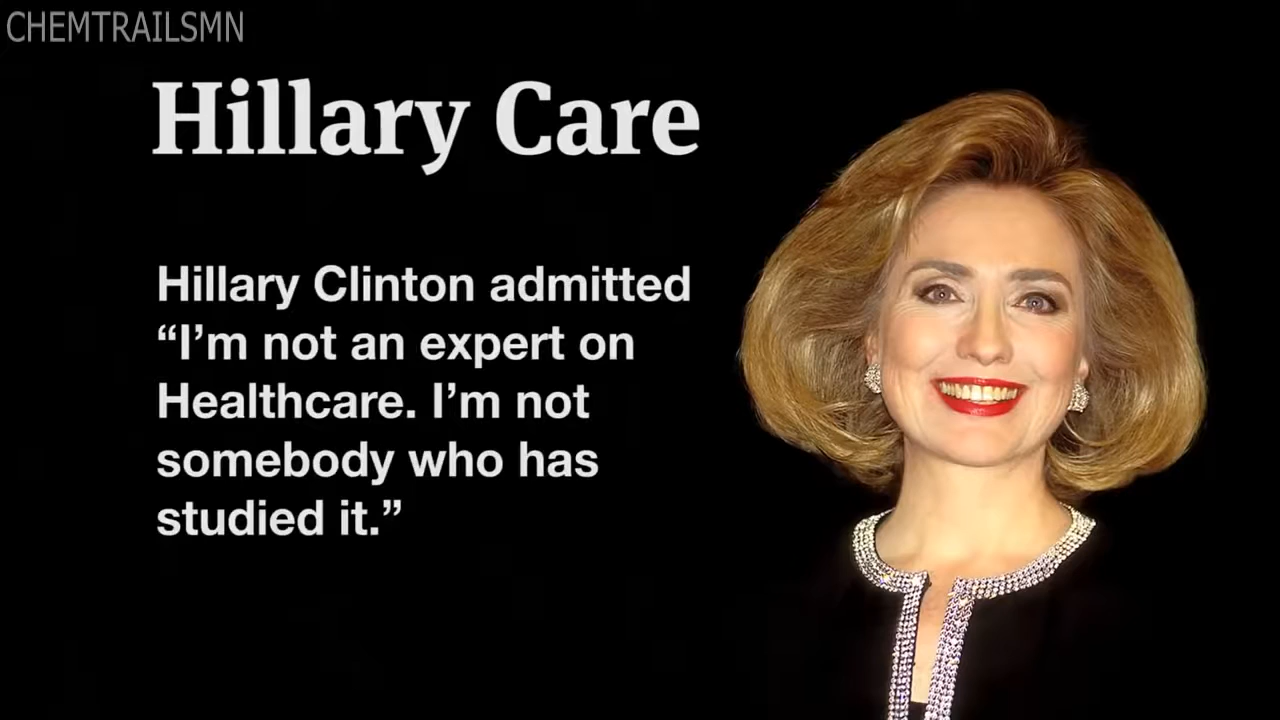 CHEMTRAILSMN
Hillary Care
Hillary Clinton admitted
“I’m not an expert on
Healthcare. I’m not
somebody who has
studied it.”